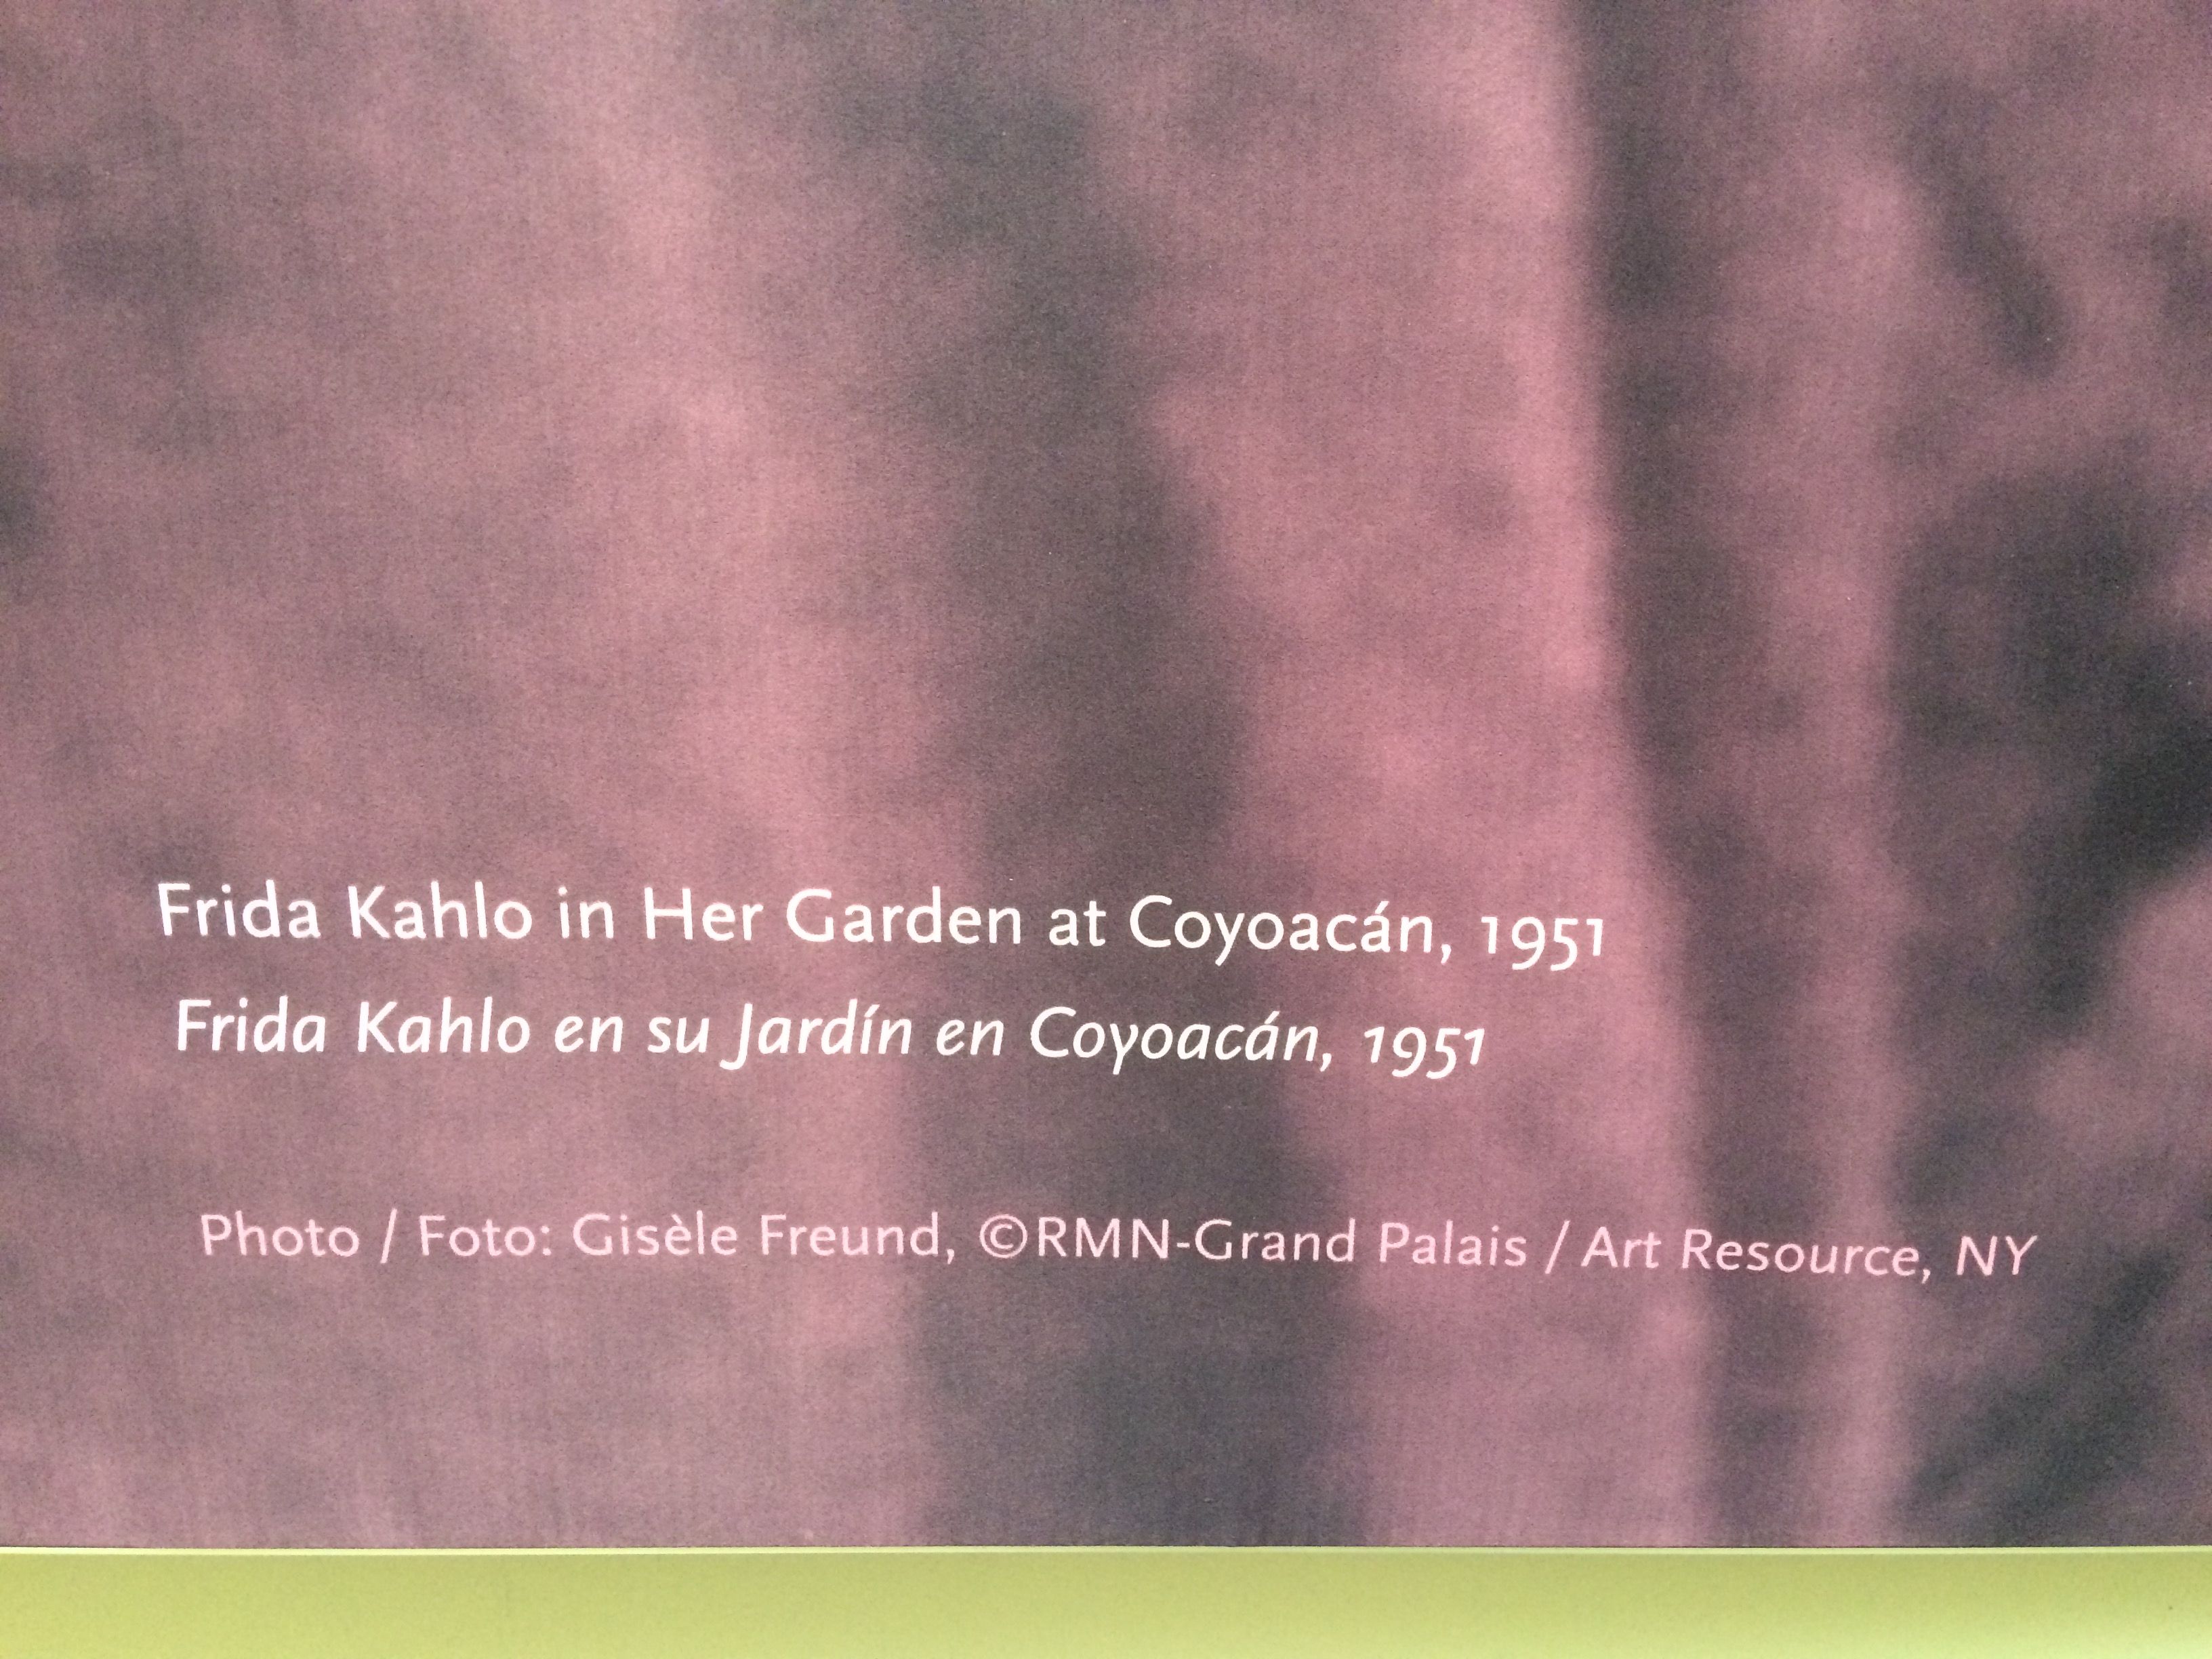 Frida Kahlo in Her Garden at Coyoacán, 1951
Frida Kahlo en su Jardín en Coyoacán, 1951
Photo / Foto: Gisèle Freund, ©RMN-Grand Palais / Art Resource, NY